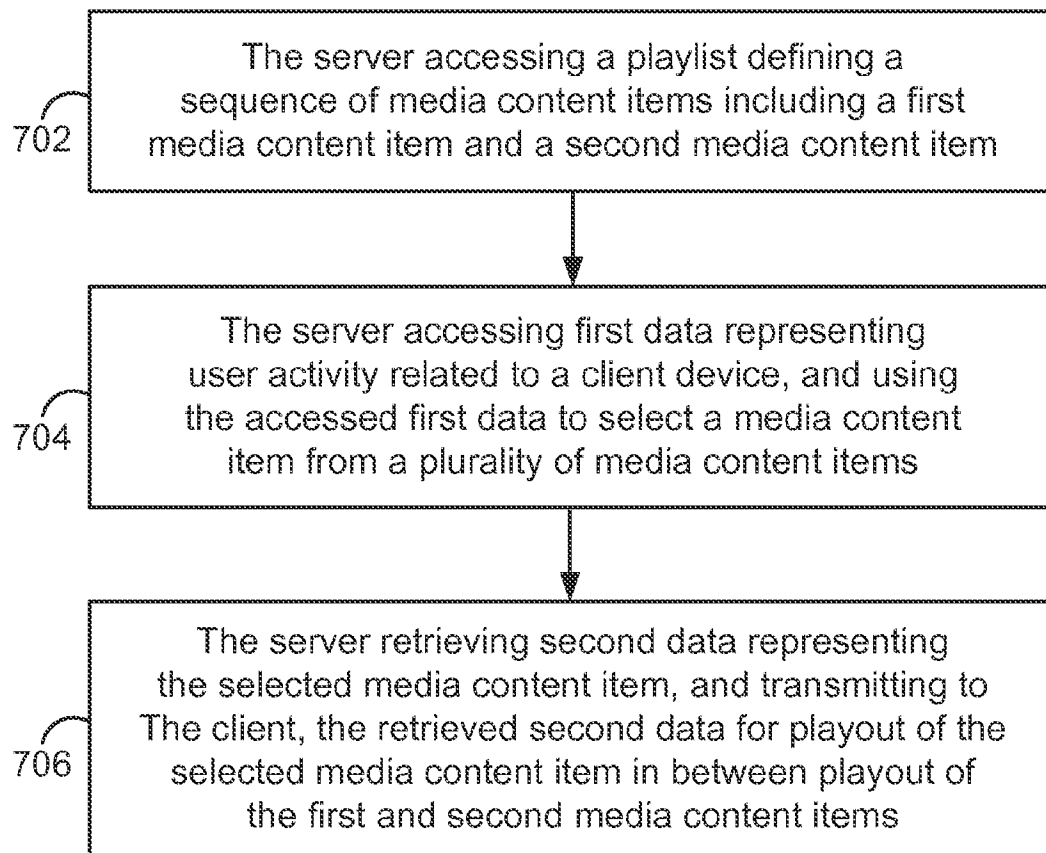 The server accessing a playlist defining a
sequence of media content items including a first
media content item and a second media content item
702
The server accessing first data representing
user activity related to a client device, and using
the accessed first data to select a media content
item from a plurality of media content items
704
The server retrieving second data representing
the selected media content item, and transmitting to
The client, the retrieved second data for playout of the
selected media content item in between playout of
the first and second media content items
706